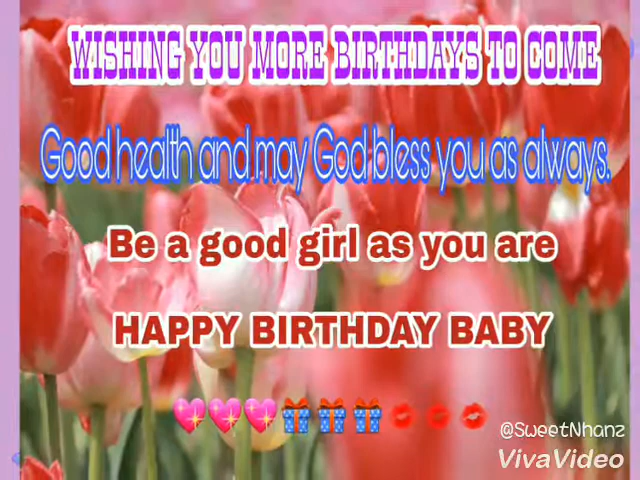 WISHING YOU MORE BIRTHDAYS TO COME
Good health and may God bless you as always.
Be a good girl as you are
HAPPY BIRTHDAY BABY
💖💖💖🎁🎁🎁💋💋💋
@SweetNhanz
VivaVideo